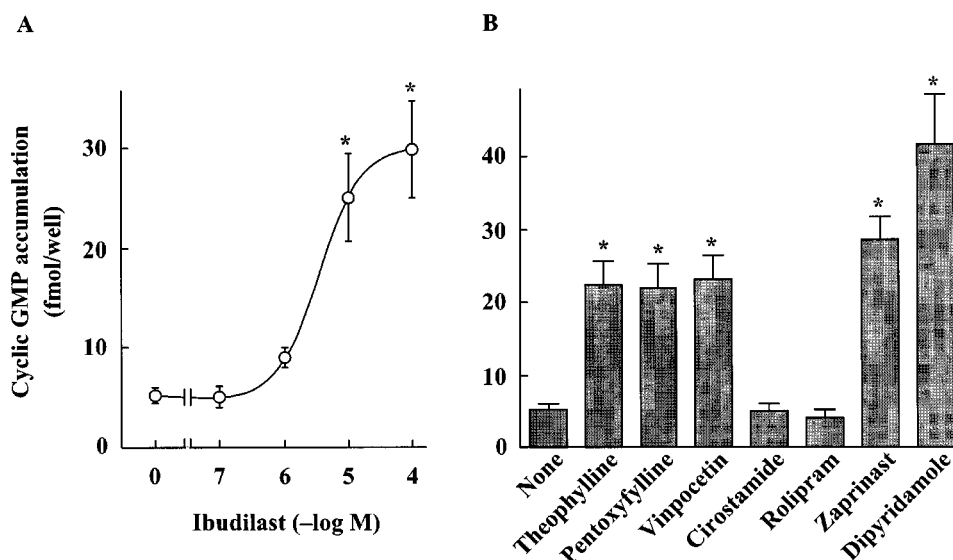 A
Cyclic GMP accumulation
(fmol/well)
30
20
10
0
*
*
0
7
6
5
4
Ibudilast (–log M)
B
40
30
20
10
0
*
*
*
*
*
None
Theophylline
Pentoxyfylline
Vinpocetin
Cirostamide
Rolipram
Zaprinast
Dipyridamole